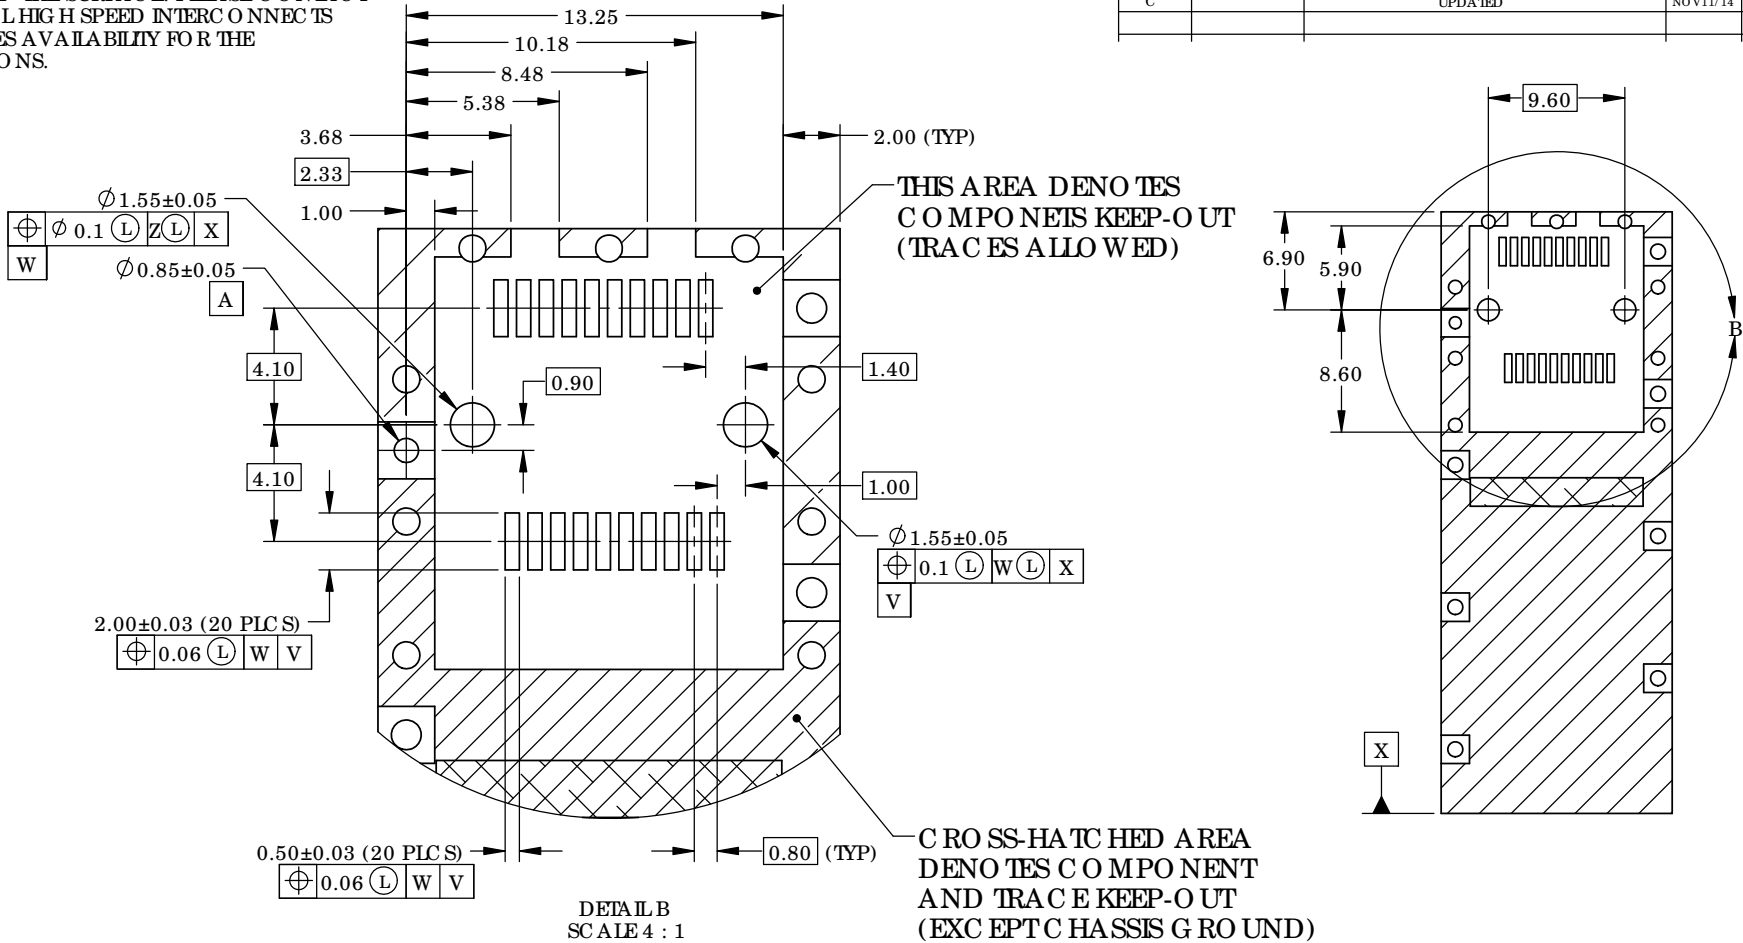 L HIGH SPEED INTERCONNECTS
ES AVAILABILITY FOR THE
ONS.
C UPDATED NOV11/14
13.25
10.18
8.48
5.38
3.68
2.00 (TYP)
2.33
1.00
Ø1.55±0.05
⌖ Ø 0.1 Ⓛ ZⓁ X
W
Ø0.85±0.05
A
THIS AREA DENOTES
COMPONETS KEEP-OUT
(TRACES ALLOWED)
4.10
0.90
1.40
4.10
1.00
Ø1.55±0.05
⌖ 0.1 Ⓛ WⓁ X
V
2.00±0.03 (20 PLCS)
⌖ 0.06 Ⓛ W V
0.50±0.03 (20 PLCS)
⌖ 0.06 Ⓛ W V
0.80 (TYP)
DETAIL B
SCALE 4 : 1
CROSS-HATCHED AREA
DENOTES COMPONENT
AND TRACE KEEP-OUT
(EXCEPT CHASSIS GROUND)
9.60
6.90
5.90
8.60
B
X